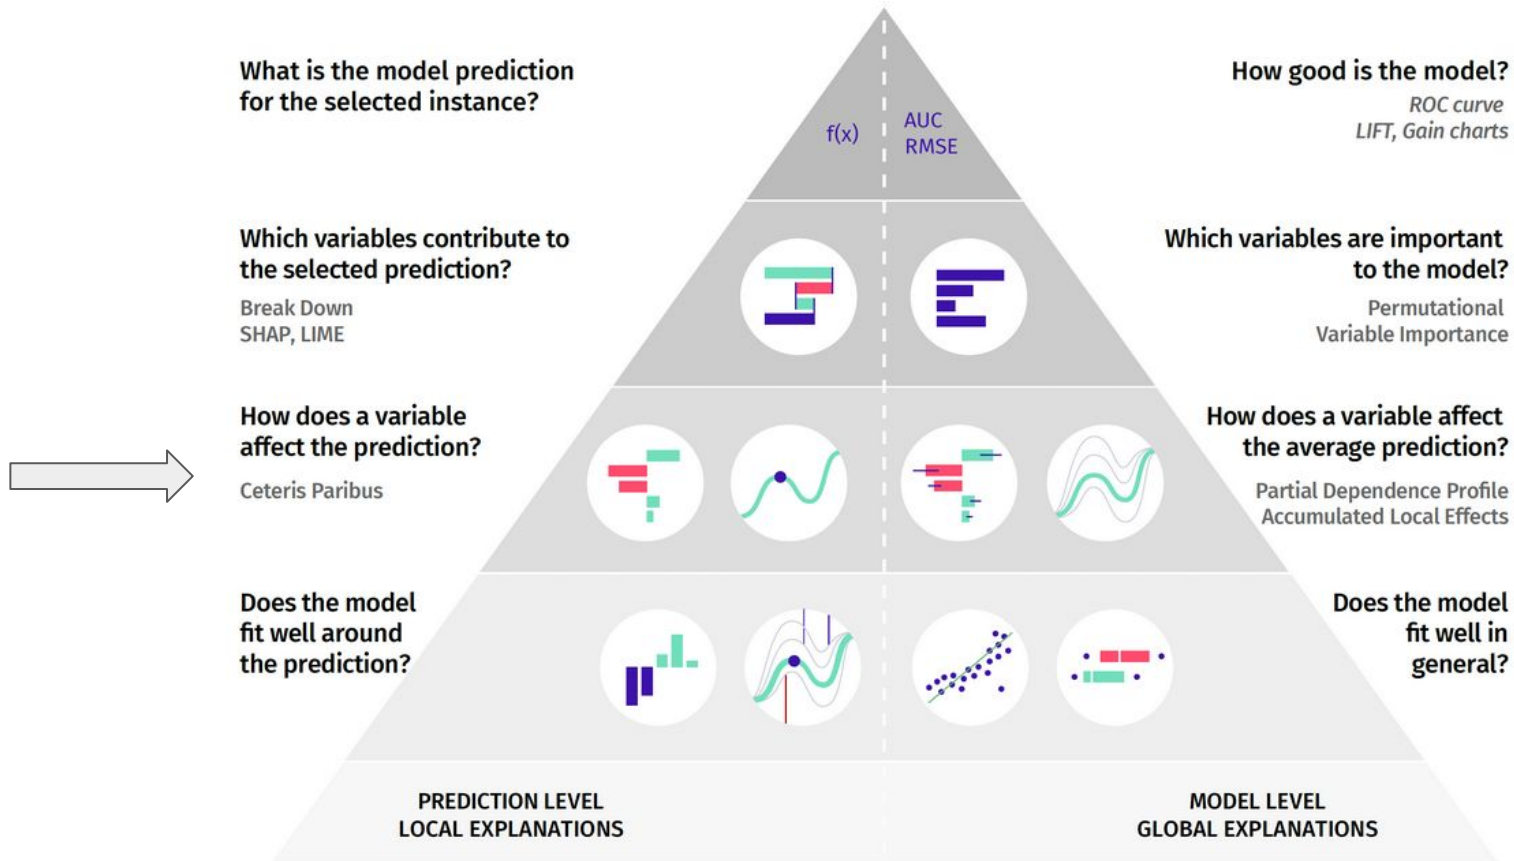 What is the model prediction
for the selected instance?
f(x)
AUC
RMSE
How good is the model?
ROC curve
LIFT, Gain charts
Which variables contribute to
the selected prediction?
Break Down
SHAP, LIME
Which variables are important
to the model?
Permutational
Variable Importance
How does a variable
affect the prediction?
Ceteris Paribus
How does a variable affect
the average prediction?
Partial Dependence Profile
Accumulated Local Effects
Does the model
fit well around
the prediction?
Does the model
fit well in
general?
PREDICTION LEVEL
LOCAL EXPLANATIONS
MODEL LEVEL
GLOBAL EXPLANATIONS